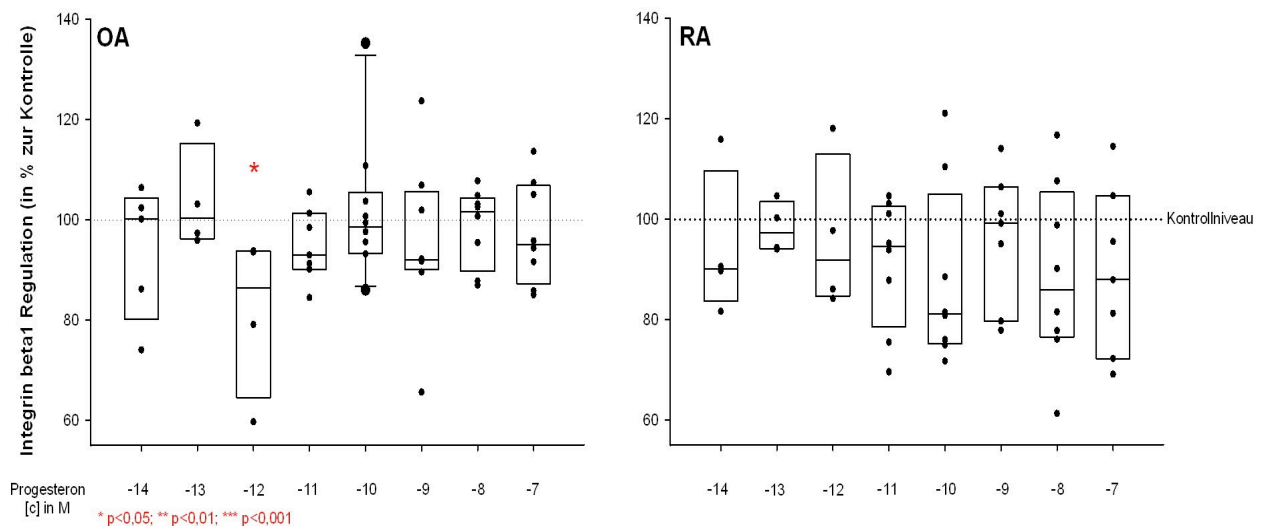 Integrin beta1 Regulation (in % zur Kontrolle)
OA
140
120
100
80
60
*
RA
140
120
100
80
60
Kontrollniveau
Progesteron
[c] in M
-14 -13 -12 -11 -10 -9 -8 -7
-14 -13 -12 -11 -10 -9 -8 -7
* p<0,05; ** p<0,01; *** p<0,001